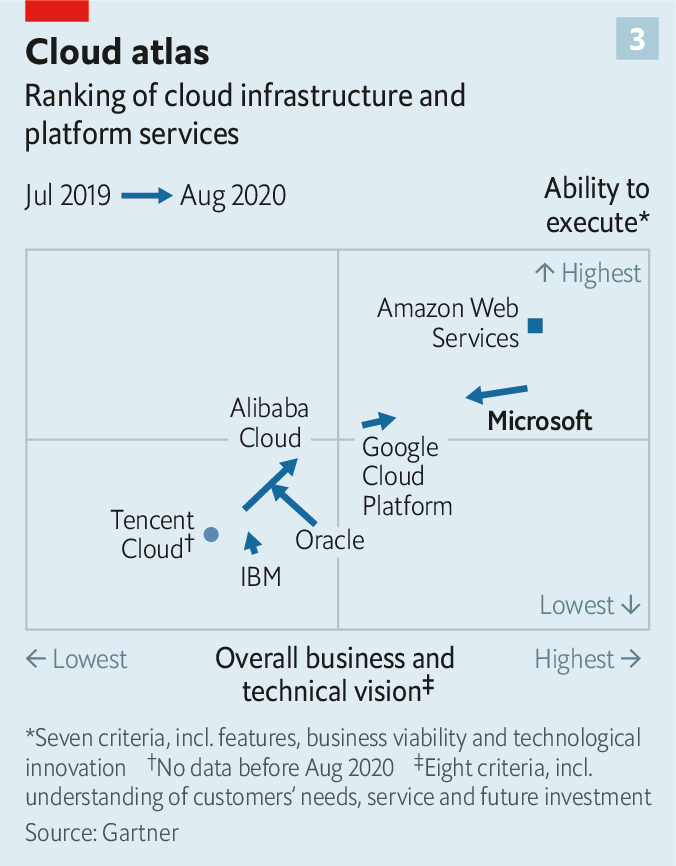 3
Cloud atlas
Ranking of cloud infrastructure and
platform services
Jul 2019 → Aug 2020
Ability to
execute*
↑ Highest
Amazon Web
Services
Microsoft
Alibaba
Cloud
Google
Cloud
Platform
Tencent
Cloud†
Oracle
IBM
Lowest ↓
← Lowest
Overall business and
technical vision‡
Highest →
*Seven criteria, incl. features, business viability and technological
innovation †No data before Aug 2020 ‡Eight criteria, incl.
understanding of customers’ needs, service and future investment
Source: Gartner